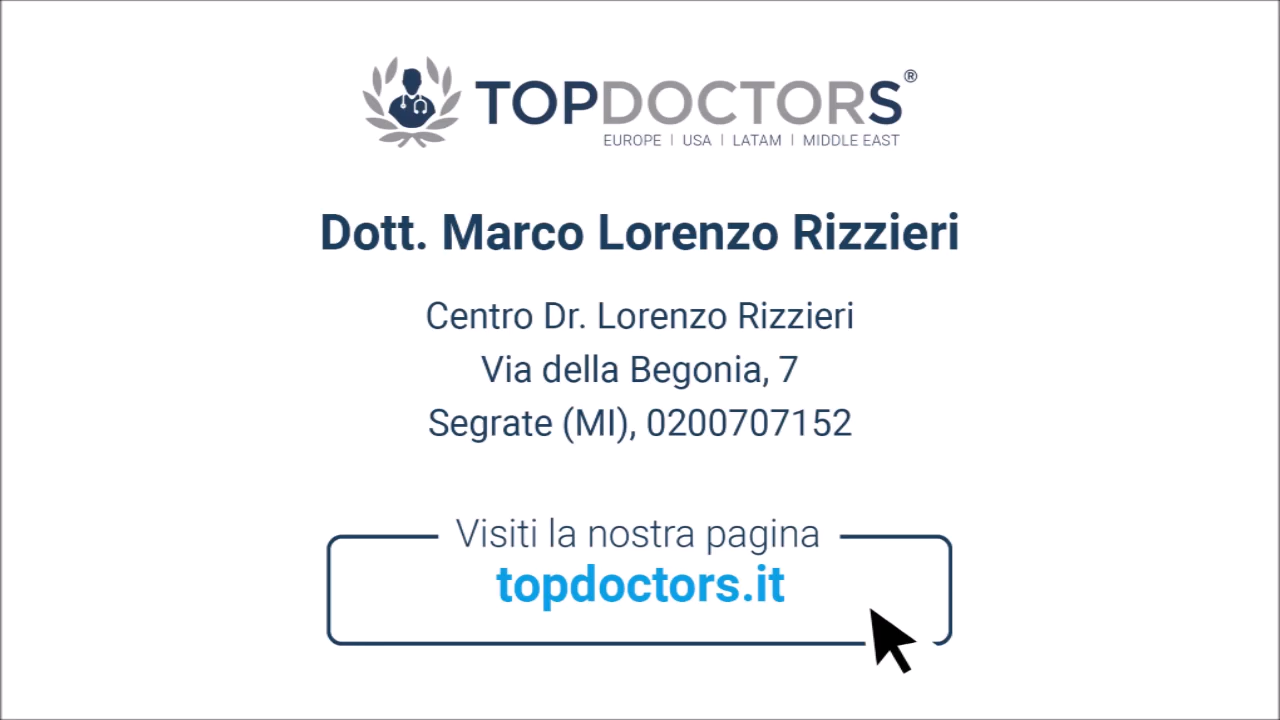 TOPDOCTORS®
EUROPE | USA | LATAM | MIDDLE EAST
Dott. Marco Lorenzo Rizzieri
Centro Dr. Lorenzo Rizzieri
Via della Begonia, 7
Segrate (MI), 0200707152
Visiti la nostra pagina
topdoctors.it